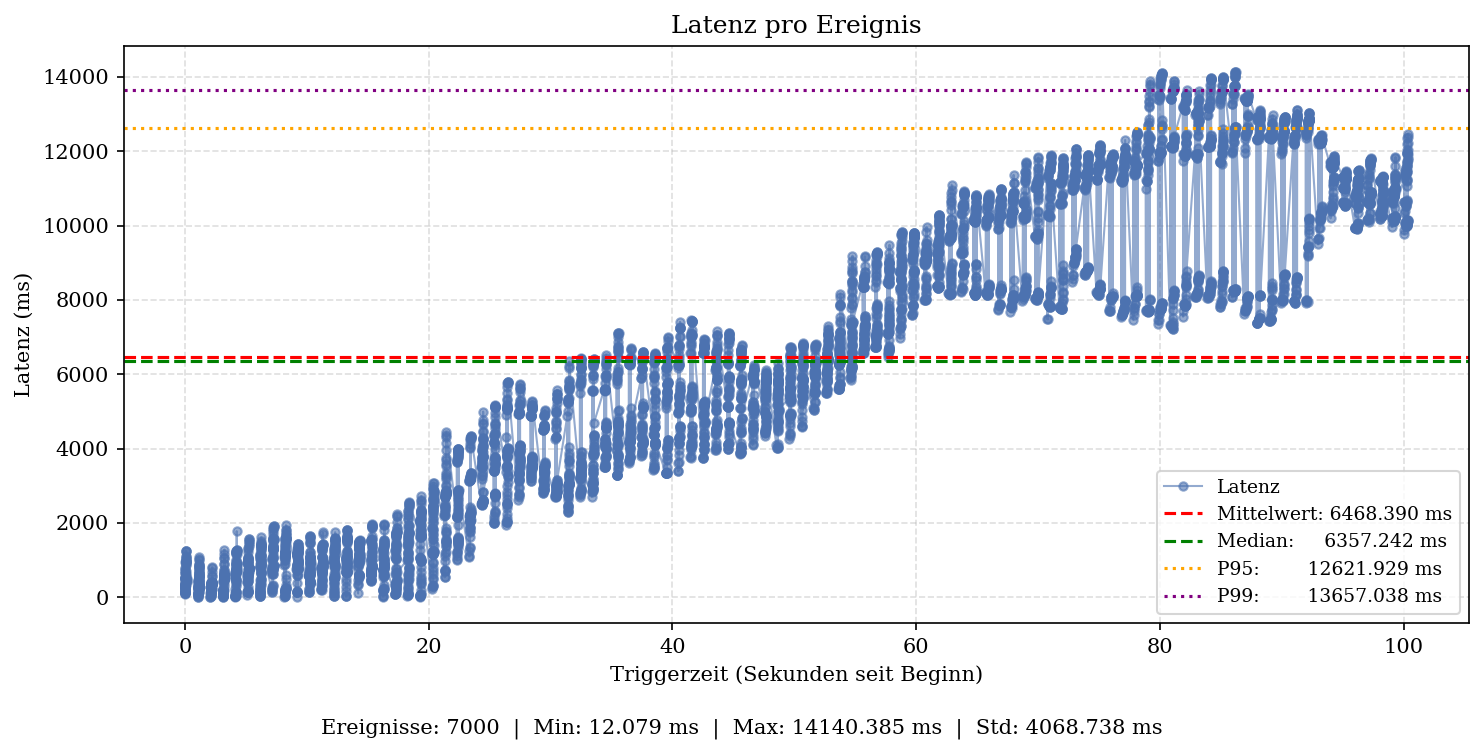 Latenz pro Ereignis
14000
12000
10000
8000
6000
4000
2000
0
Latenz (ms)
Latenz
Mittelwert: 6468.390 ms
Median: 6357.242 ms
P95: 12621.929 ms
P99: 13657.038 ms
0 20 40 60 80 100
Triggerzeit (Sekunden seit Beginn)
Ereignisse: 7000 | Min: 12.079 ms | Max: 14140.385 ms | Std: 4068.738 ms